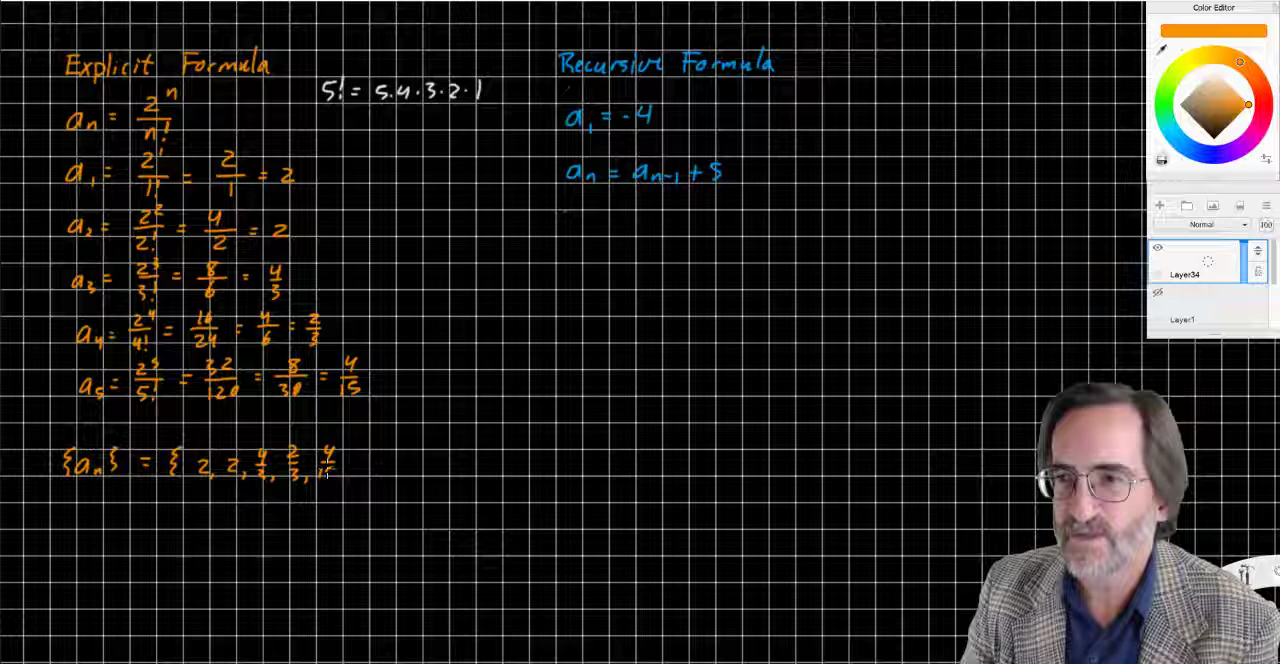 Color Editor
Explicit Formula
5! = 5·4·3·2·1
Recursive Formula
aₙ = 2ⁿ/n!
a₁ = -4
a₁ = 2¹/1! = 2/1 = 2
aₙ = aₙ₋₁ + 5
a₂ = 2²/2! = 4/2 = 2
a₃ = 2³/3! = 8/6 = 4/3
a₄ = 2⁴/4! = 16/24 = 4/6 = 2/3
a₅ = 2⁵/5! = 32/120 = 8/30 = 4/15
{aₙ} = { 2, 2, 4/3, 2/3, 4/15
Normal
100
Layer34
Layer1